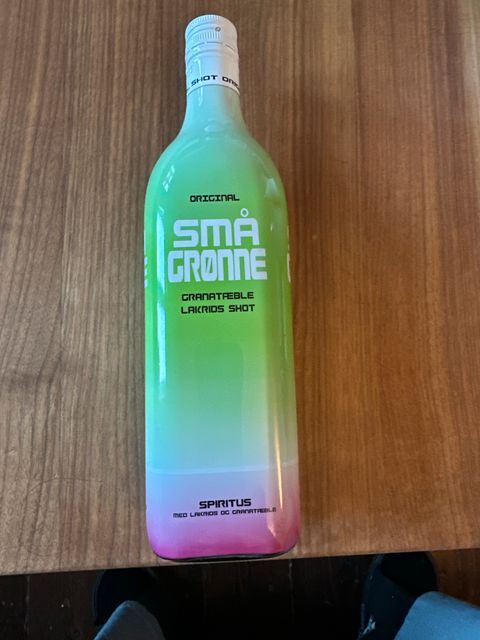 SHOT
ORIGINAL
SMÅ
GRØNNE
GRANATÆBLE
LAKRIDS SHOT
SPIRITUS
MED LAKRIDS OG GRANATÆBLE